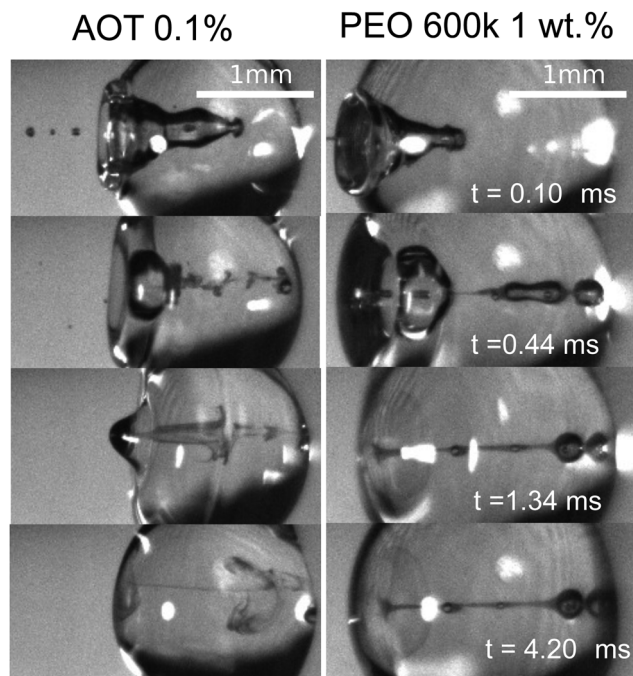 AOT 0.1%
PEO 600k 1 wt.%
1mm
1mm
t = 0.10 ms
t =0.44 ms
t =1.34 ms
t = 4.20 ms